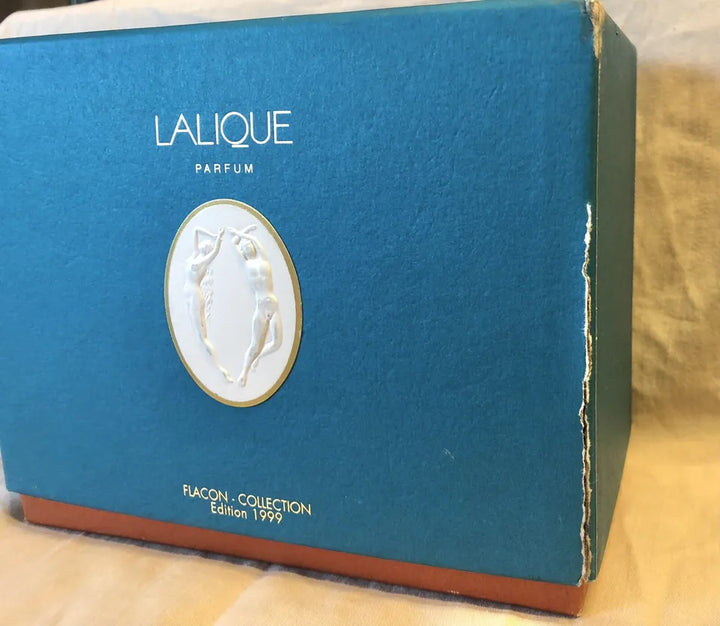 LALIQUE
PARFUM
FLACON - COLLECTION
Edition 1999